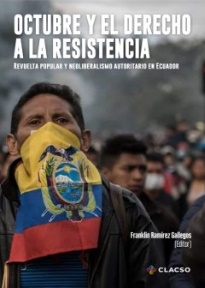 OCTUBRE Y EL DERECHO
A LA RESISTENCIA
REVUELTA POPULAR Y NEOLIBERALISMO AUTORITARIO EN ECUADOR
Franklin Ramírez Gallegos
(Editor)
CLACSO